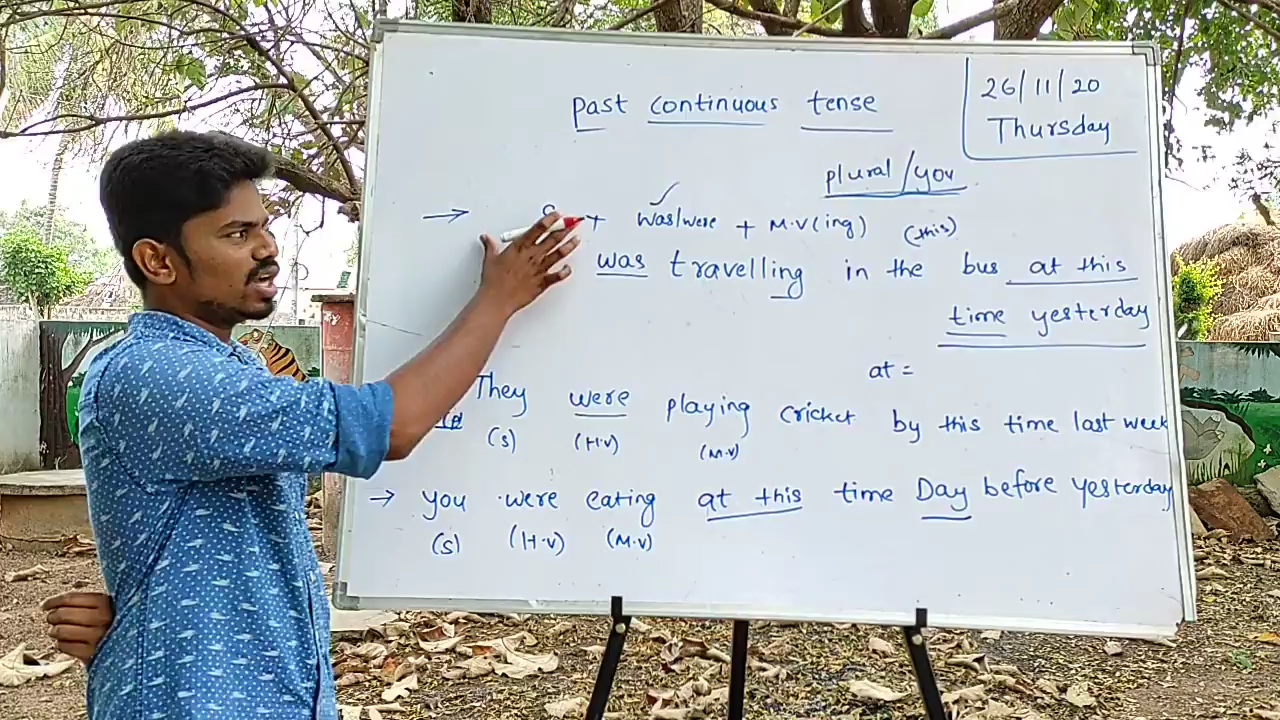 past continuous tense
26/11/20
Thursday
plural/you
→ S + was/were + M.V(ing) (this)
was travelling in the bus at this
time yesterday
at =
They were playing cricket by this time last week
(S) (H.V) (M.V)
→ you were eating at this time Day before yesterday
(S) (H.V) (M.V)